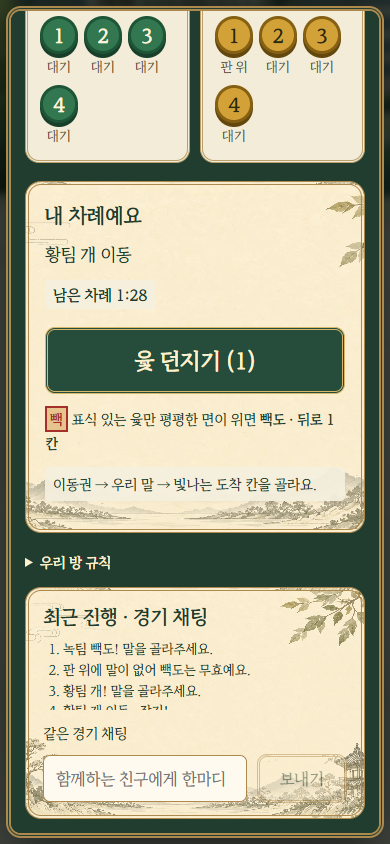 1 2 3
대기 대기 대기
4
대기
1 2 3
판 위 대기 대기
4
대기
내 차례예요
황팀 개 이동
남은 차례 1:28
윷 던지기 (1)
빽 표식 있는 윷만 평평한 면이 위면 빽도 · 뒤로 1
칸
이동권 → 우리 말 → 빛나는 도착 칸을 골라요.
▶ 우리 방 규칙
최근 진행 · 경기 채팅
1. 녹팀 빽도! 말을 골라주세요.
2. 판 위에 말이 없어 빽도는 무효예요.
3. 황팀 개! 말을 골라주세요.
같은 경기 채팅
함께하는 친구에게 한마디
보내기